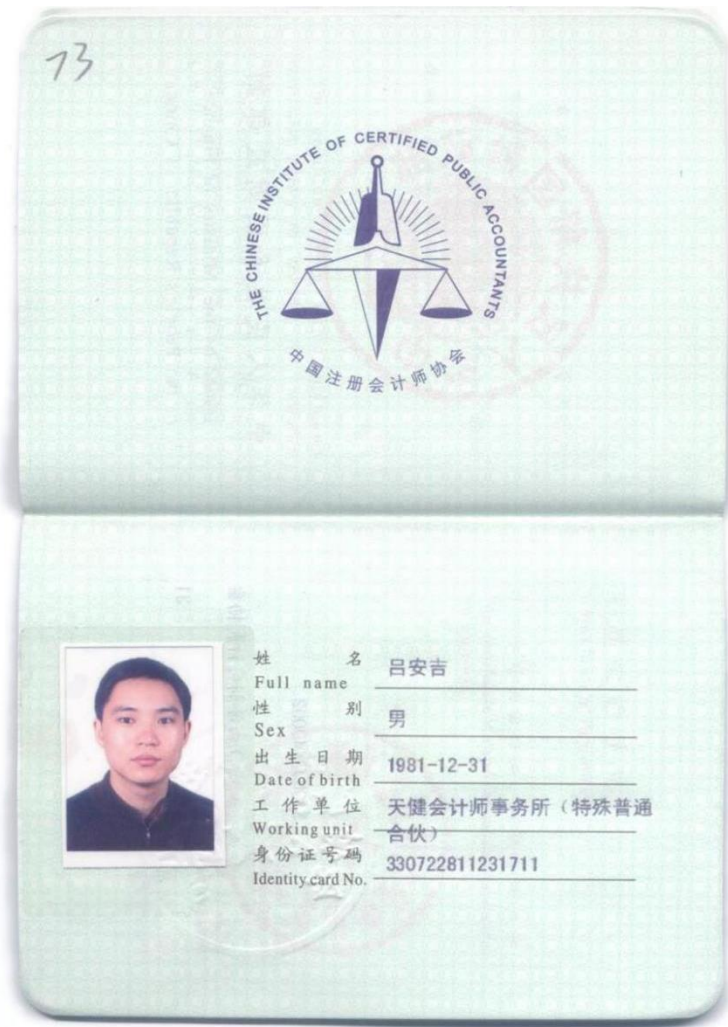 73
THE CHINESE INSTITUTE OF CERTIFIED PUBLIC ACCOUNTANTS
中国注册会计师协会
姓 名 吕安吉
Full name
性 别 男
Sex
出 生 日 期 1981-12-31
Date of birth
工 作 单 位 天健会计师事务所（特殊普通
Working unit 合伙）
身份证号码 330722811231711
Identity card No.